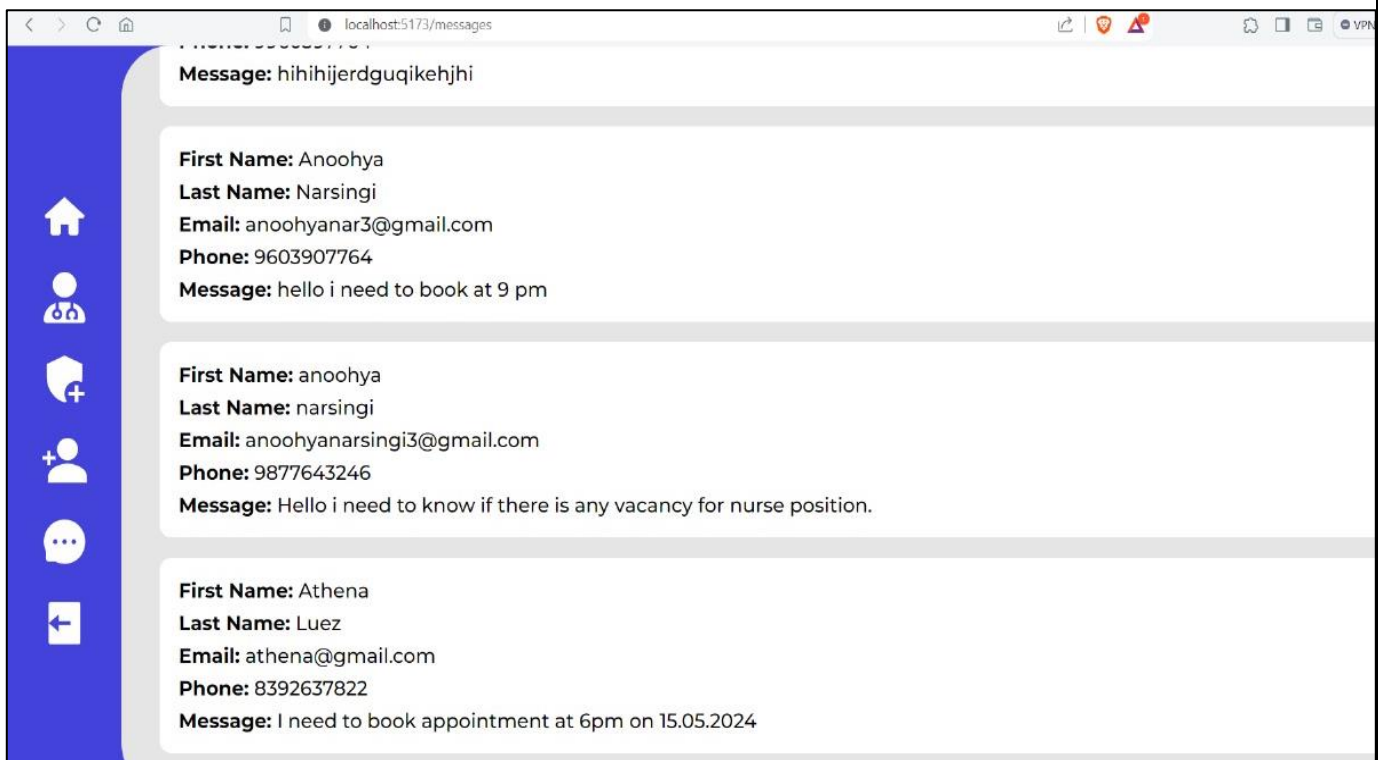 localhost:5173/messages
VPN
Message: hihihijerdguqikehjhi
First Name: Anoohya
Last Name: Narsingi
Email: anoohyanar3@gmail.com
Phone: 9603907764
Message: hello i need to book at 9 pm
First Name: anoohya
Last Name: narsingi
Email: anoohyanarsingi3@gmail.com
Phone: 9877643246
Message: Hello i need to know if there is any vacancy for nurse position.
First Name: Athena
Last Name: Luez
Email: athena@gmail.com
Phone: 8392637822
Message: I need to book appointment at 6pm on 15.05.2024